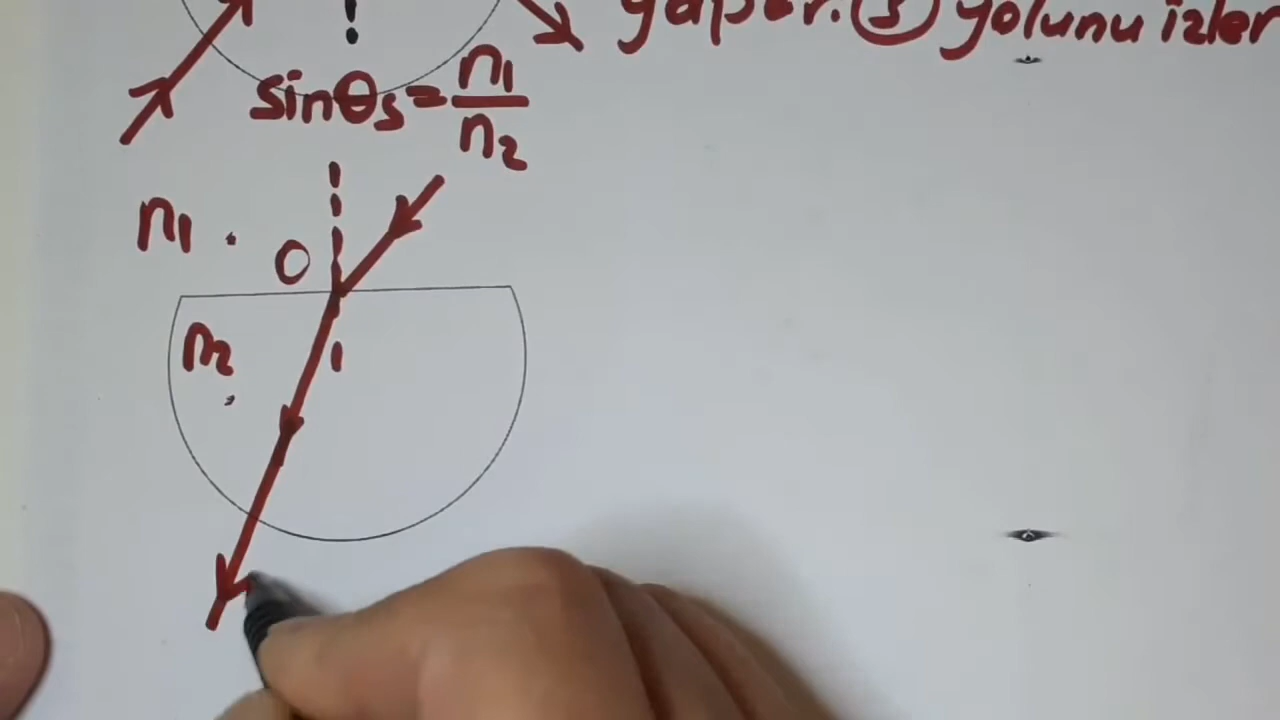 yapar. 3 yolunu izler
sinθs = n1/n2
n1
O
n2